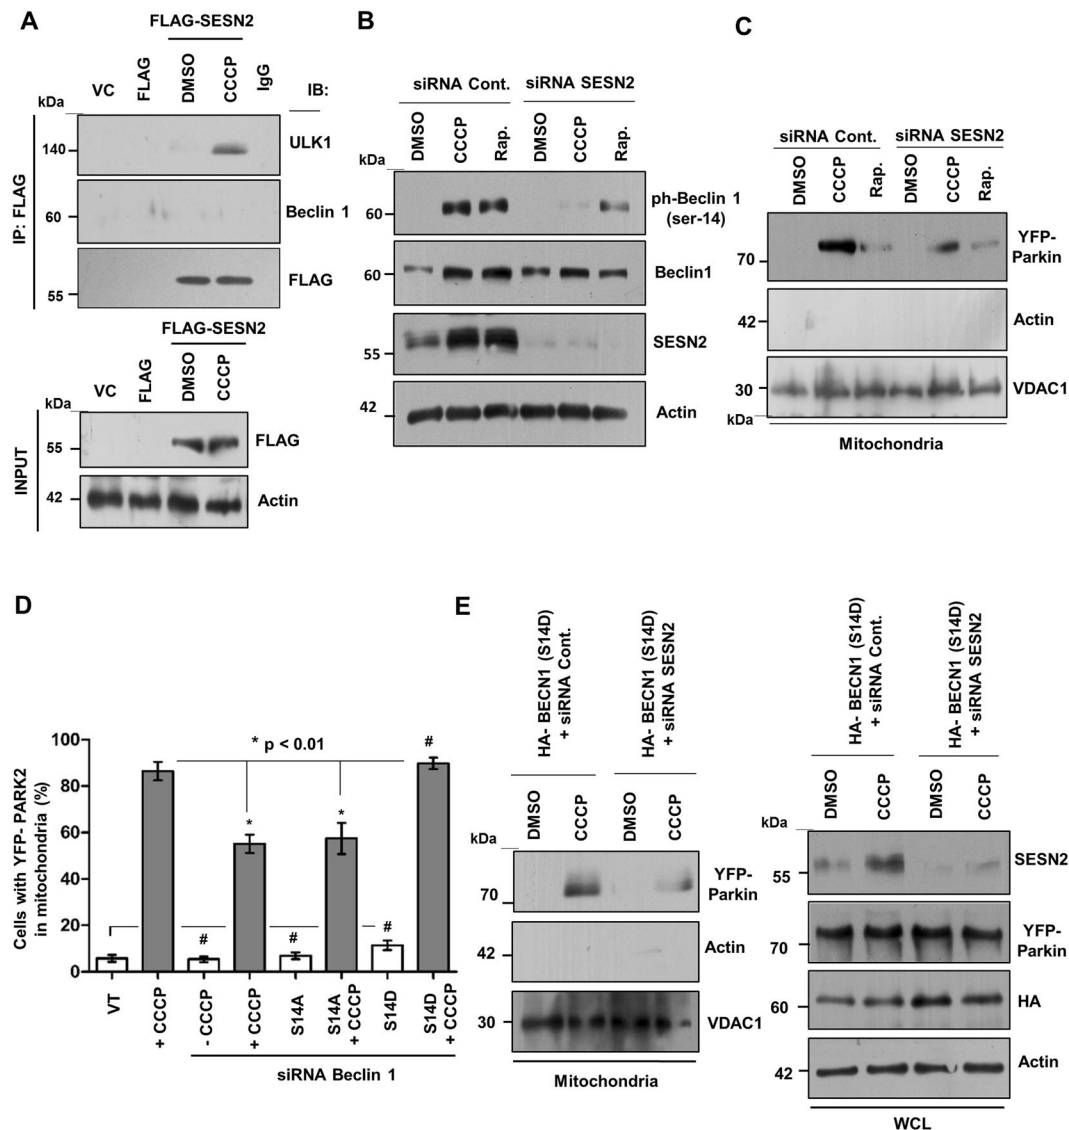 A
FLAG-SESN2
VC
FLAG
DMSO
CCCP
IgG
IB:
kDa
140
ULK1
60
Beclin 1
55
FLAG
IP: FLAG
FLAG-SESN2
VC
FLAG
DMSO
CCCP
kDa
55
FLAG
42
Actin
INPUT
B
siRNA Cont.
siRNA SESN2
DMSO
CCCP
Rap.
DMSO
CCCP
Rap.
kDa
60
ph-Beclin 1
(ser-14)
60
Beclin1
55
SESN2
42
Actin
C
siRNA Cont.
siRNA SESN2
DMSO
CCCP
Rap.
DMSO
CCCP
Rap.
70
YFP-
Parkin
42
Actin
30
VDAC1
kDa
Mitochondria
D
Cells with YFP- PARK2
in mitochondria (%)
100
80
60
40
20
0
* p < 0.01
#
*
#
*
#
#
VT
+ CCCP
- CCCP
+ CCCP
S14A
S14A
+ CCCP
S14D
S14D
+ CCCP
siRNA Beclin 1
E
HA- BECN1 (S14D)
+ siRNA Cont.
HA- BECN1 (S14D)
+ siRNA SESN2
DMSO
CCCP
DMSO
CCCP
kDa
70
YFP-
Parkin
42
Actin
30
VDAC1
Mitochondria
HA- BECN1 (S14D)
+ siRNA Cont.
HA- BECN1 (S14D)
+ siRNA SESN2
DMSO
CCCP
DMSO
CCCP
kDa
55
SESN2
70
YFP-
Parkin
60
HA
42
Actin
WCL